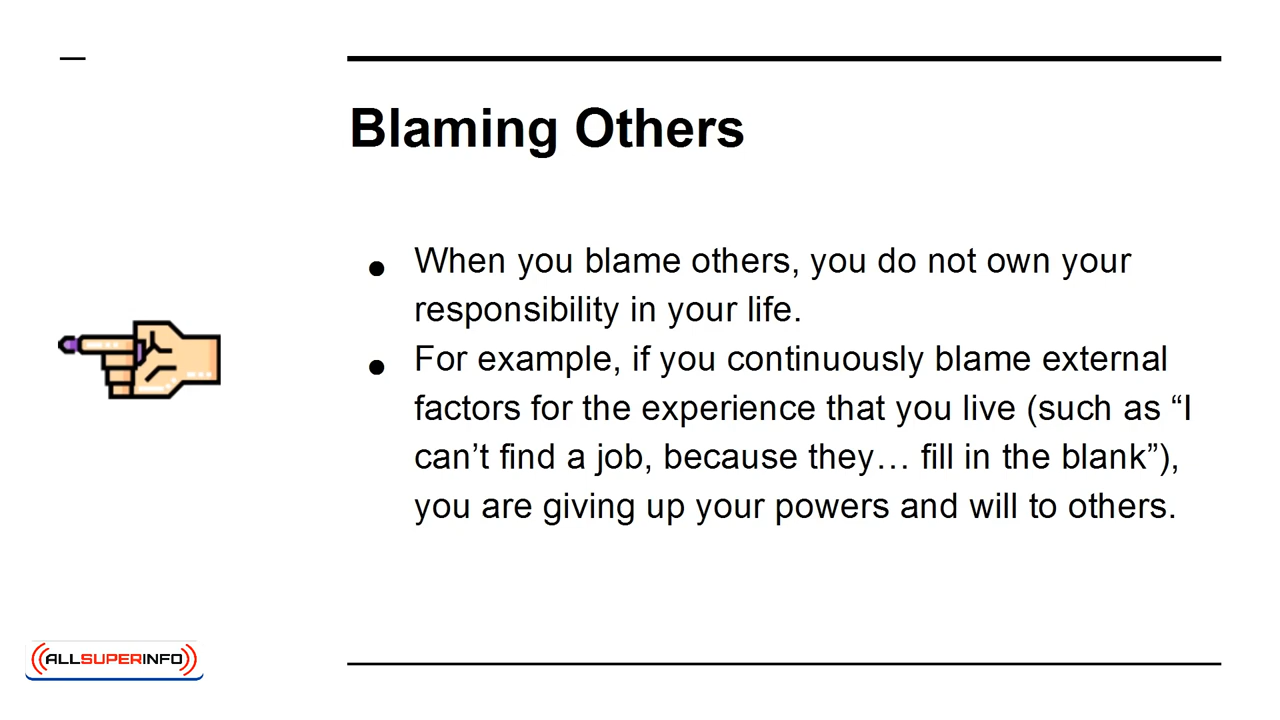 Blaming Others
● When you blame others, you do not own your
responsibility in your life.
● For example, if you continuously blame external
factors for the experience that you live (such as “I
can’t find a job, because they… fill in the blank”),
you are giving up your powers and will to others.
ALLSUPERINFO